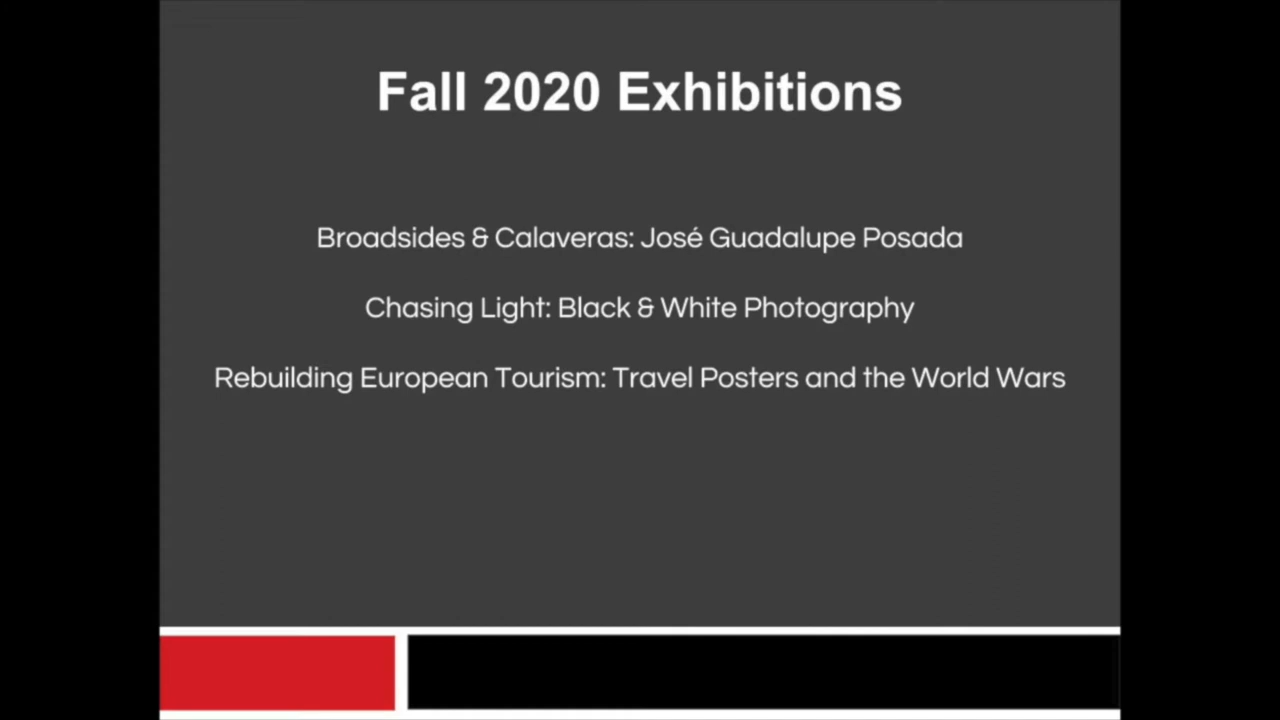 Fall 2020 Exhibitions
Broadsides & Calaveras: José Guadalupe Posada
Chasing Light: Black & White Photography
Rebuilding European Tourism: Travel Posters and the World Wars